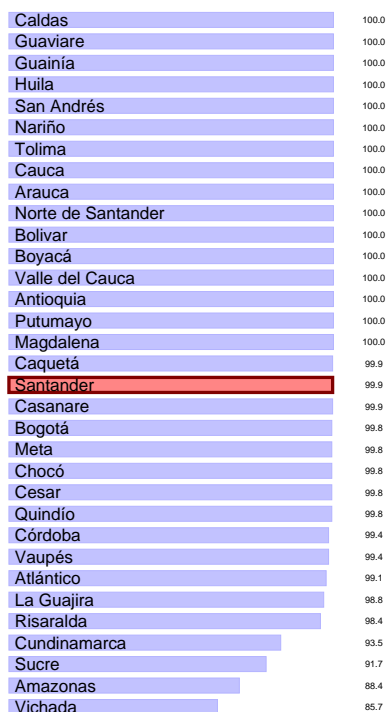 Caldas 100.0
Guaviare 100.0
Guainía 100.0
Huila 100.0
San Andrés 100.0
Nariño 100.0
Tolima 100.0
Cauca 100.0
Arauca 100.0
Norte de Santander 100.0
Bolivar 100.0
Boyacá 100.0
Valle del Cauca 100.0
Antioquia 100.0
Putumayo 100.0
Magdalena 100.0
Caquetá 99.9
Santander 99.9
Casanare 99.9
Bogotá 99.8
Meta 99.8
Chocó 99.8
Cesar 99.8
Quindío 99.8
Córdoba 99.4
Vaupés 99.4
Atlántico 99.1
La Guajira 98.8
Risaralda 98.4
Cundinamarca 93.5
Sucre 91.7
Amazonas 88.4
Vichada 85.7